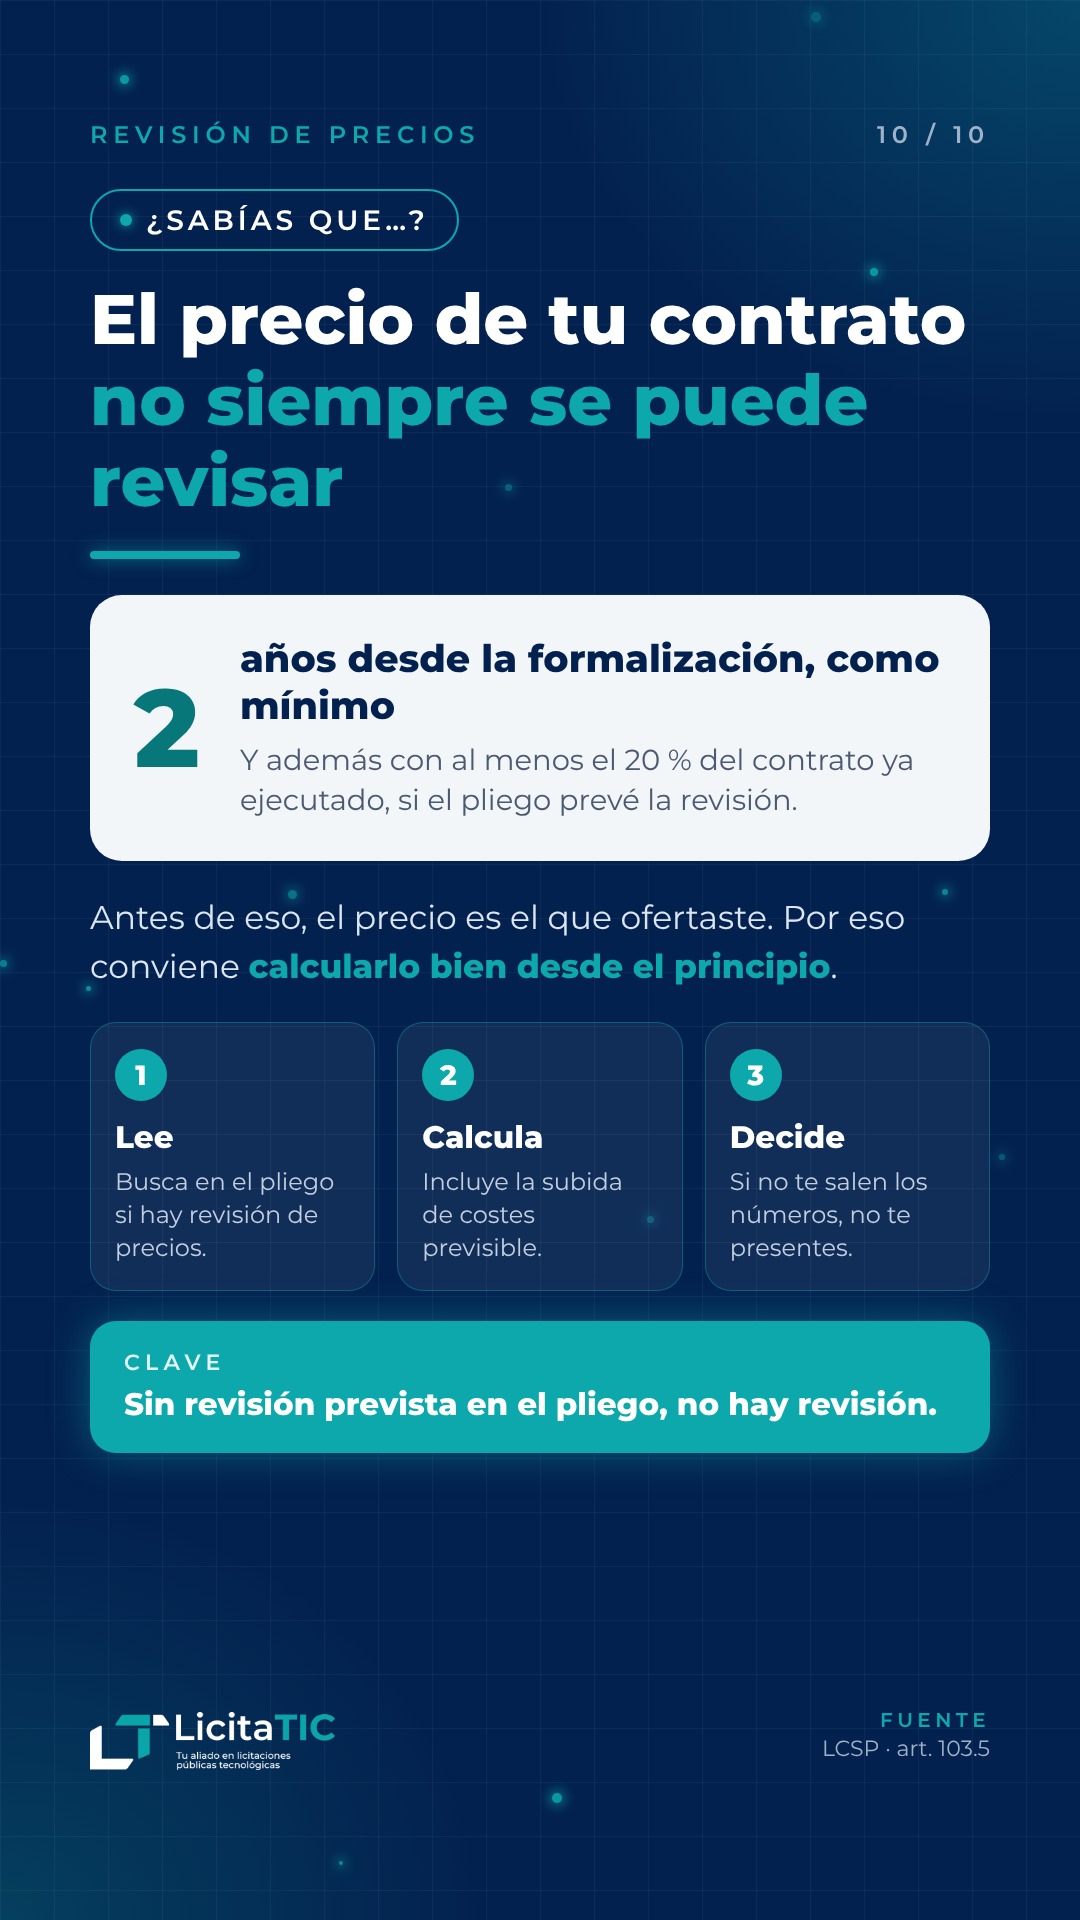 REVISIÓN DE PRECIOS
10 / 10
¿SABÍAS QUE...?
El precio de tu contrato
no siempre se puede
revisar
2
años desde la formalización, como
mínimo
Y además con al menos el 20 % del contrato ya
ejecutado, si el pliego prevé la revisión.
Antes de eso, el precio es el que ofertaste. Por eso
conviene calcularlo bien desde el principio.
1
Lee
Busca en el pliego
si hay revisión de
precios.
2
Calcula
Incluye la subida
de costes
previsible.
3
Decide
Si no te salen los
números, no te
presentes.
CLAVE
Sin revisión prevista en el pliego, no hay revisión.
LicitaTIC
Tu aliado en licitaciones
públicas tecnológicas
FUENTE
LCSP · art. 103.5